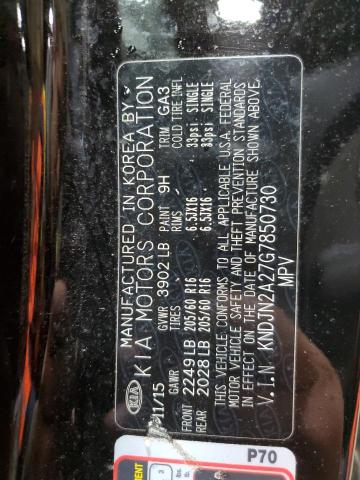 MANUFACTURED IN KOREA BY
KIA KIA MOTORS CORPORATION
11/15 GVWR 3902 LB PAINT 9H TRIM GA3
GAWR TIRES RIMS COLD TIRE INFL
FRONT 2249 LB 205/60 R16 6.5JX16 33psi SINGLE
REAR 2028 LB 205/60 R16 6.5JX16 33psi SINGLE
THIS VEHICLE CONFORMS TO ALL APPLICABLE U.S.A. FEDERAL
MOTOR VEHICLE SAFETY AND THEFT PREVENTION STANDARDS
IN EFFECT ON THE DATE OF MANUFACTURE SHOWN ABOVE.
V.I.N. KNDJN2A27G7850730
MPV
P70